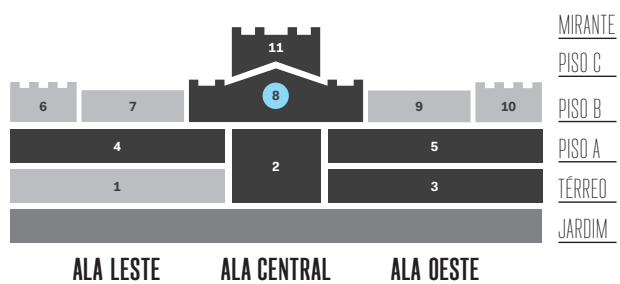 MIRANTE
11
PISO C
8
6 7 9 10 PISO B
4 5 PISO A
2
1 3 TÉRREO
JARDIM
ALA LESTE ALA CENTRAL ALA OESTE